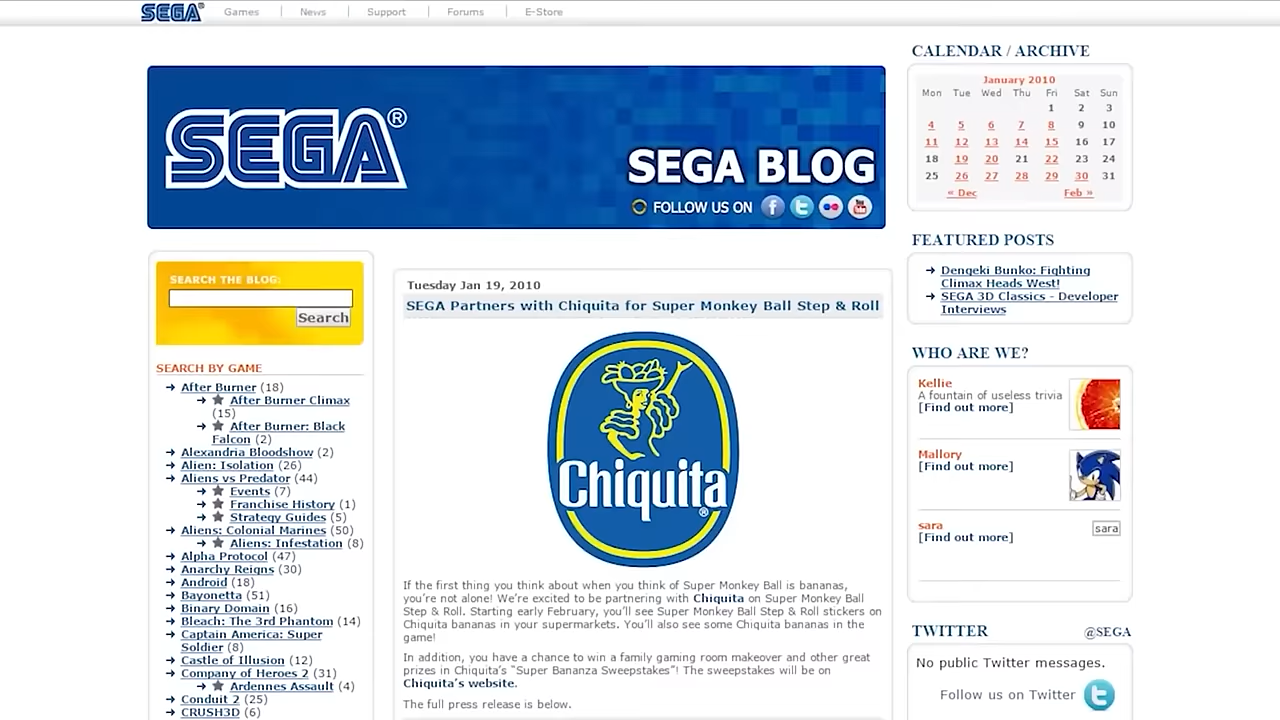 SEGA® Games News Support Forums E-Store
SEGA®
SEGA BLOG
FOLLOW US ON
SEARCH THE BLOG:
Search
SEARCH BY GAME
After Burner (18)
After Burner Climax
(15)
After Burner: Black
Falcon (2)
Alexandria Bloodshow (2)
Alien: Isolation (26)
Aliens vs Predator (44)
Events (7)
Franchise History (1)
Strategy Guides (5)
Aliens: Colonial Marines (50)
Aliens: Infestation (8)
Alpha Protocol (47)
Anarchy Reigns (30)
Android (18)
Bayonetta (51)
Binary Domain (16)
Bleach: The 3rd Phantom (14)
Captain America: Super
Soldier (8)
Castle of Illusion (12)
Company of Heroes 2 (31)
Ardennes Assault (4)
Conduit 2 (25)
CRUSH3D (6)
Tuesday Jan 19, 2010
SEGA Partners with Chiquita for Super Monkey Ball Step & Roll
Chiquita®
If the first thing you think about when you think of Super Monkey Ball is bananas,
you're not alone! We're excited to be partnering with Chiquita on Super Monkey Ball
Step & Roll. Starting early February, you'll see Super Monkey Ball Step & Roll stickers on
Chiquita bananas in your supermarkets. You'll also see some Chiquita bananas in the
game!
In addition, you have a chance to win a family gaming room makeover and other great
prizes in Chiquita's "Super Bananza Sweepstakes"! The sweepstakes will be on
Chiquita's website.
The full press release is below.
CALENDAR / ARCHIVE
January 2010
Mon Tue Wed Thu Fri Sat Sun
1 2 3
4 5 6 7 8 9 10
11 12 13 14 15 16 17
18 19 20 21 22 23 24
25 26 27 28 29 30 31
« Dec Feb »
FEATURED POSTS
Dengeki Bunko: Fighting
Climax Heads West!
SEGA 3D Classics - Developer
Interviews
WHO ARE WE?
Kellie
A fountain of useless trivia
[Find out more]
Mallory
[Find out more]
sara
[Find out more]
sara
TWITTER @SEGA
No public Twitter messages.
Follow us on Twitter